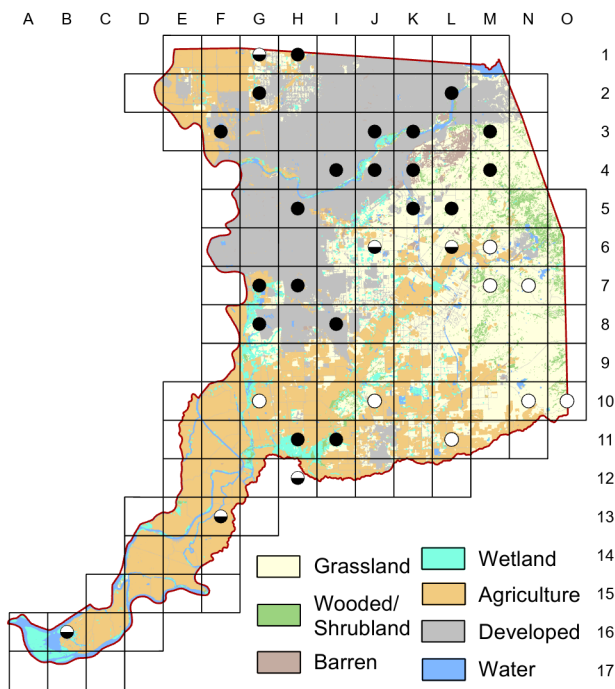 A B C D E F G H I J K L M N O
1
2
3
4
5
6
7
8
9
10
11
12
13
14
15
16
17
Grassland
Wooded/
Shrubland
Barren
Wetland
Agriculture
Developed
Water